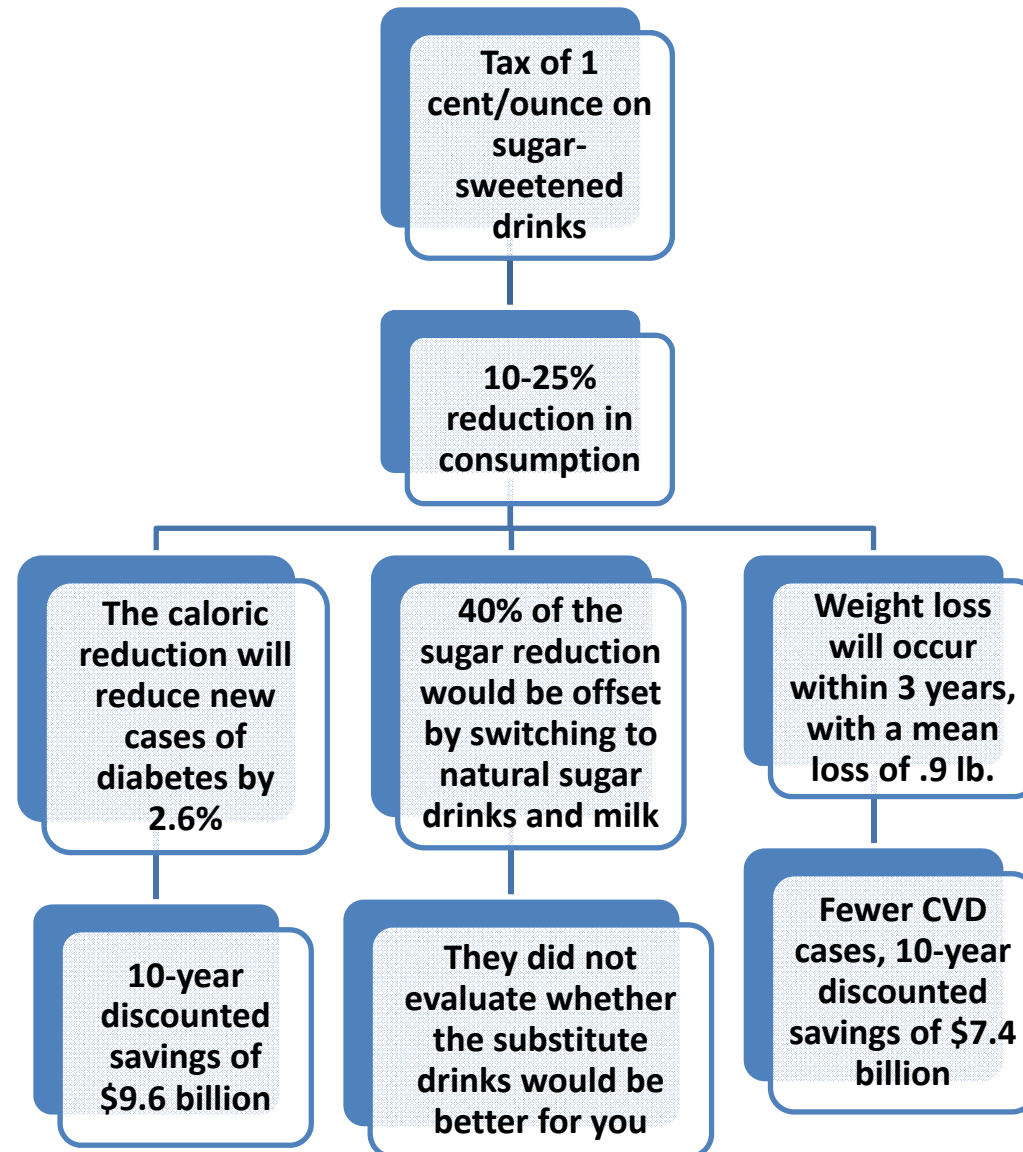 Tax of 1
cent/ounce on
sugar-
sweetened
drinks
10-25%
reduction in
consumption
The caloric
reduction will
reduce new
cases of
diabetes by
2.6%
40% of the
sugar reduction
would be offset
by switching to
natural sugar
drinks and milk
Weight loss
will occur
within 3 years,
with a mean
loss of .9 lb.
10-year
discounted
savings of
$9.6 billion
They did not
evaluate whether
the substitute
drinks would be
better for you
Fewer CVD
cases, 10-year
discounted
savings of $7.4
billion